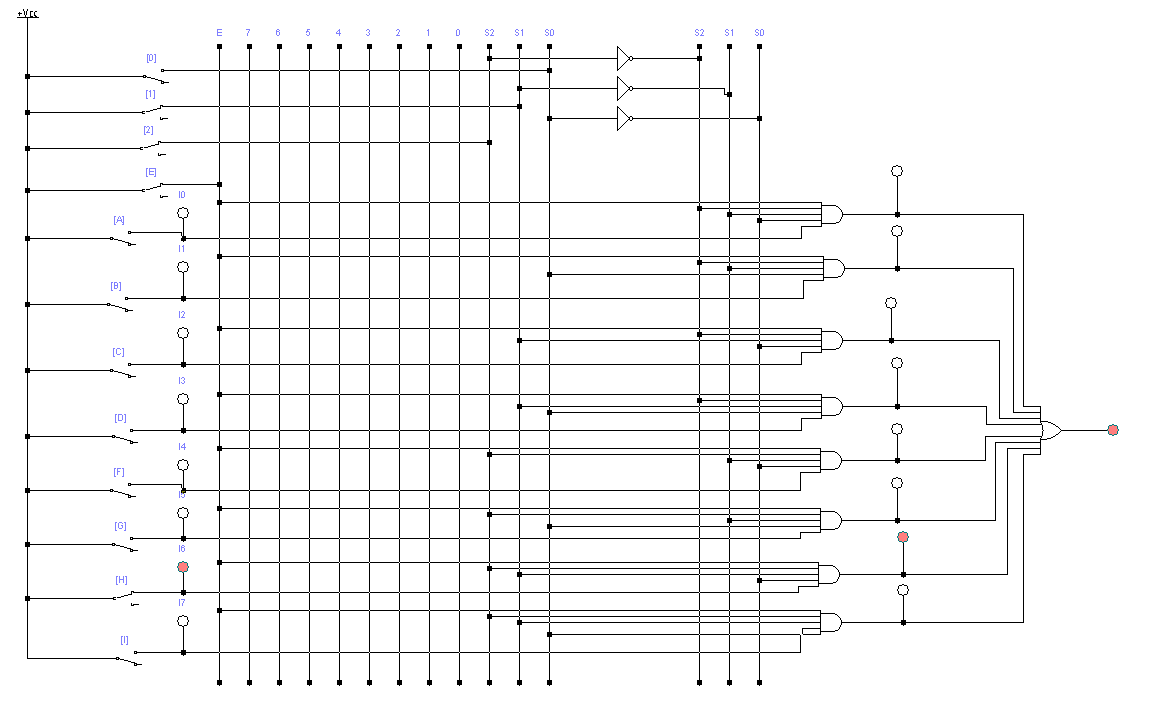 +Vcc
E 7 6 5 4 3 2 1 0 S2 S1 S0 S2 S1 S0
[0]
[1]
[2]
[E]
I0
[A]
I1
[B]
I2
[C]
I3
[D]
I4
[F]
I5
[G]
I6
[H]
I7
[I]